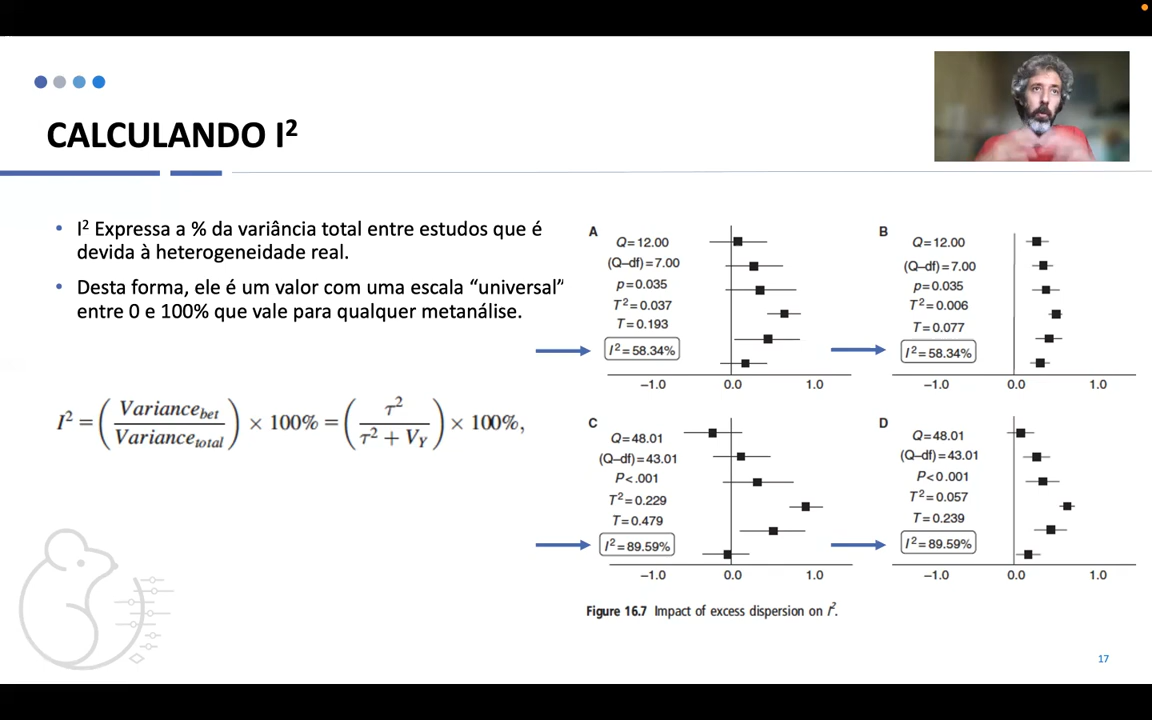 CALCULANDO I²
• I² Expressa a % da variância total entre estudos que é
devida à heterogeneidade real.
• Desta forma, ele é um valor com uma escala “universal”
entre 0 e 100% que vale para qualquer metanálise.
I² = (Variance_bet / Variance_total) × 100% = (τ² / τ² + V_Y) × 100%,
A
Q=12.00
(Q–df)=7.00
p=0.035
T²=0.037
T=0.193
I²=58.34%
−1.0 0.0 1.0
B
Q=12.00
(Q–df)=7.00
p=0.035
T²=0.006
T=0.077
I²=58.34%
−1.0 0.0 1.0
C
Q=48.01
(Q–df)=43.01
P<.001
T²=0.229
T=0.479
I²=89.59%
−1.0 0.0 1.0
D
Q=48.01
(Q–df)=43.01
P<0.001
T²=0.057
T=0.239
I²=89.59%
−1.0 0.0 1.0
Figure 16.7 Impact of excess dispersion on I².
17